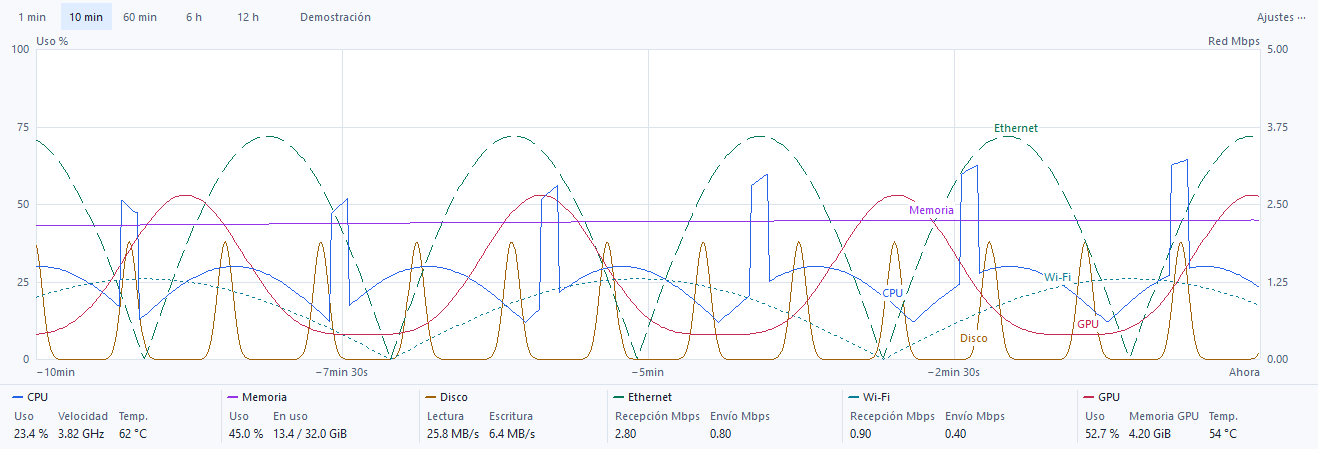 1 min 10 min 60 min 6 h 12 h Demostración Ajustes ···
Uso % Red Mbps
100 5.00
75 3.75
Ethernet
50 2.50
Memoria
25 1.25
Wi-Fi
CPU
GPU
Disco
0 0.00
−10min −7min 30s −5min −2min 30s Ahora
CPU Memoria Disco Ethernet Wi-Fi GPU
Uso Velocidad Temp. Uso En uso Lectura Escritura Recepción Mbps Envío Mbps Recepción Mbps Envío Mbps Uso Memoria GPU Temp.
23.4 % 3.82 GHz 62 °C 45.0 % 13.4 / 32.0 GiB 25.8 MB/s 6.4 MB/s 2.80 0.80 0.90 0.40 52.7 % 4.20 GiB 54 °C